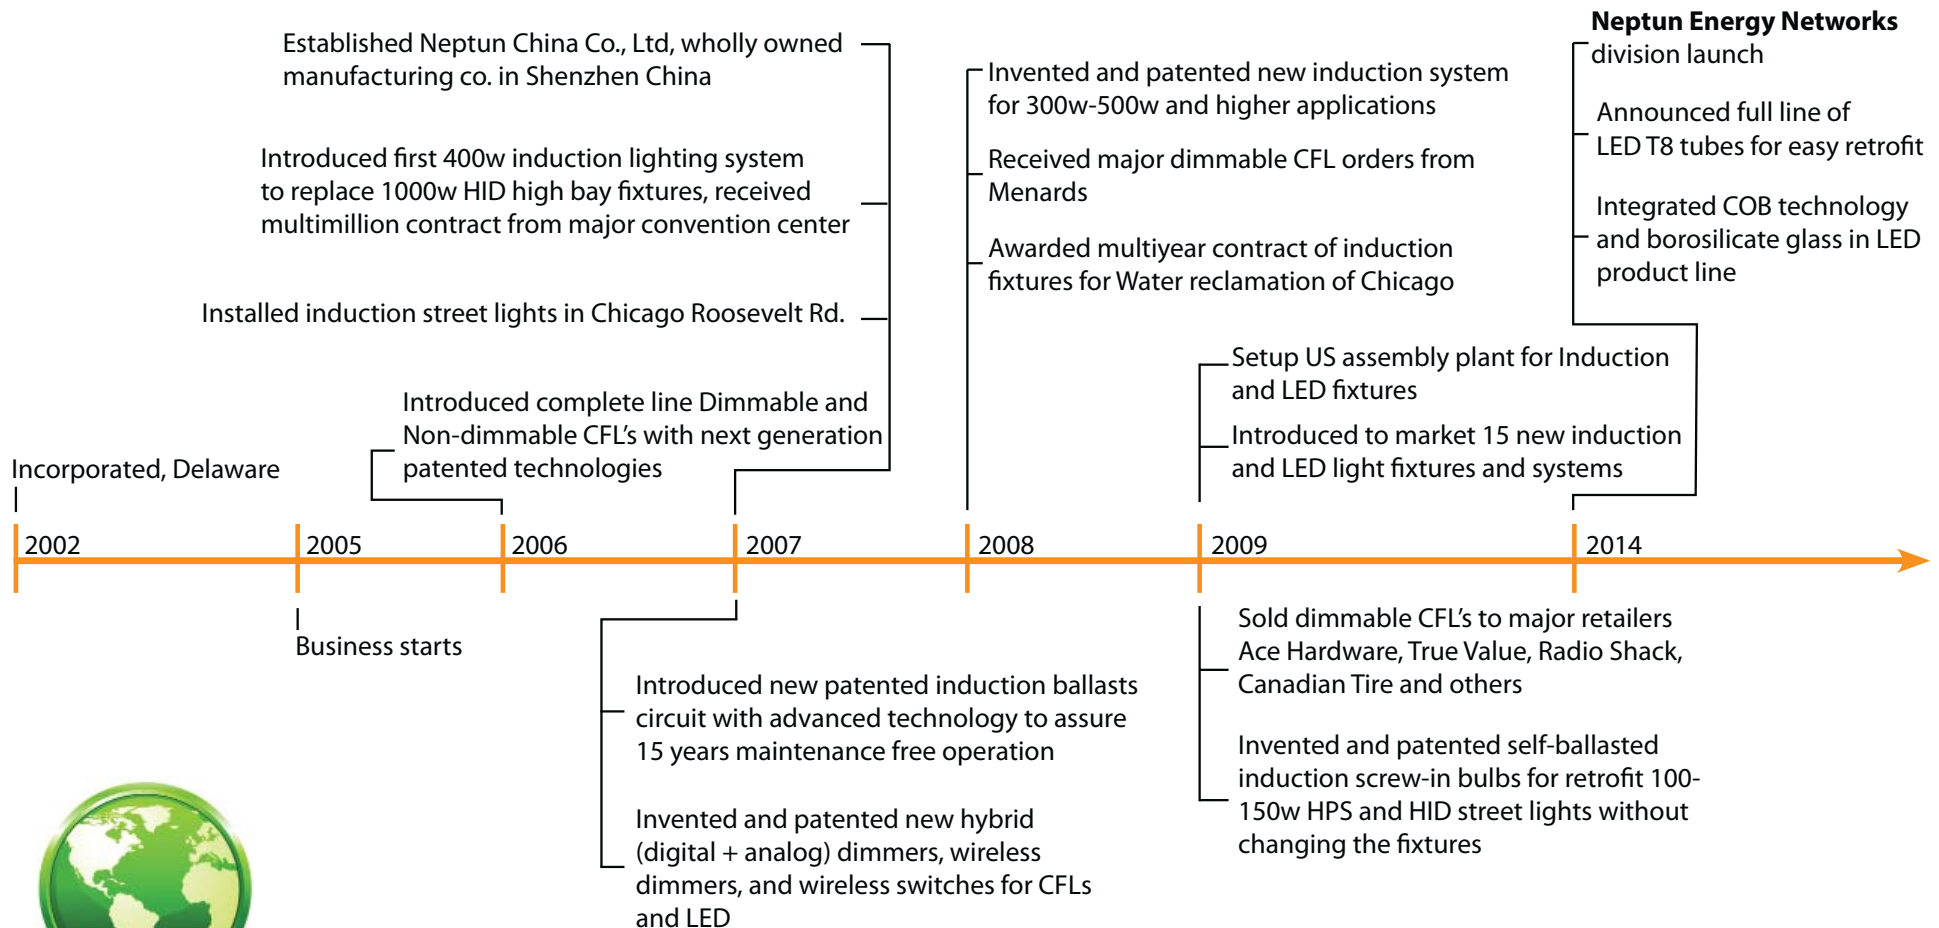 Established Neptun China Co., Ltd, wholly owned
manufacturing co. in Shenzhen China
Introduced first 400w induction lighting system
to replace 1000w HID high bay fixtures, received
multimillion contract from major convention center
Installed induction street lights in Chicago Roosevelt Rd.
Introduced complete line Dimmable and
Non-dimmable CFL's with next generation
patented technologies
Incorporated, Delaware
Invented and patented new induction system
for 300w-500w and higher applications
Received major dimmable CFL orders from
Menards
Awarded multiyear contract of induction
fixtures for Water reclamation of Chicago
Setup US assembly plant for Induction
and LED fixtures
Introduced to market 15 new induction
and LED light fixtures and systems
Neptun Energy Networks
division launch
Announced full line of
LED T8 tubes for easy retrofit
Integrated COB technology
and borosilicate glass in LED
product line
2002
2005
2006
2007
2008
2009
2014
Business starts
Introduced new patented induction ballasts
circuit with advanced technology to assure
15 years maintenance free operation
Invented and patented new hybrid
(digital + analog) dimmers, wireless
dimmers, and wireless switches for CFLs
and LED
Sold dimmable CFL's to major retailers
Ace Hardware, True Value, Radio Shack,
Canadian Tire and others
Invented and patented self-ballasted
induction screw-in bulbs for retrofit 100-
150w HPS and HID street lights without
changing the fixtures